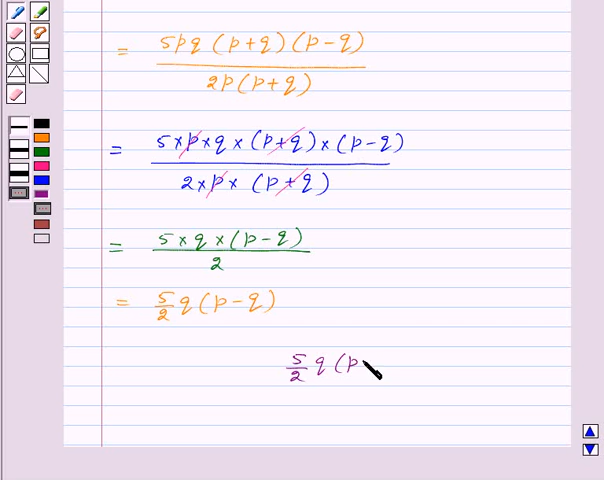 = 5pq (p+q) (p-q) / 2p (p+q)
= 5 × p × q × (p+q) × (p-q) / 2 × p × (p+q)
= 5 × q × (p-q) / 2
= 5/2 q (p-q)
5/2 q (p